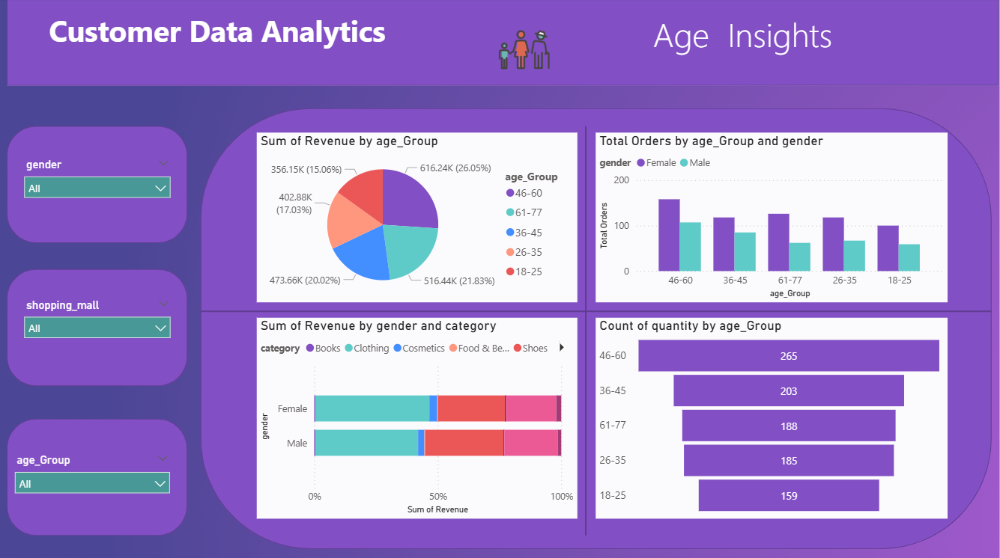 Customer Data Analytics
Age Insights
gender
All
shopping_mall
All
age_Group
All
Sum of Revenue by age_Group
356.15K (15.06%)
616.24K (26.05%)
402.88K
(17.03%)
473.66K (20.02%)
516.44K (21.83%)
age_Group
46-60
61-77
36-45
26-35
18-25
Total Orders by age_Group and gender
gender Female Male
Total Orders
200
100
0
46-60 36-45 61-77 26-35 18-25
age_Group
Sum of Revenue by gender and category
category Books Clothing Cosmetics Food & Be... Shoes
gender
Female
Male
0% 50% 100%
Sum of Revenue
Count of quantity by age_Group
46-60 265
36-45 203
61-77 188
26-35 185
18-25 159